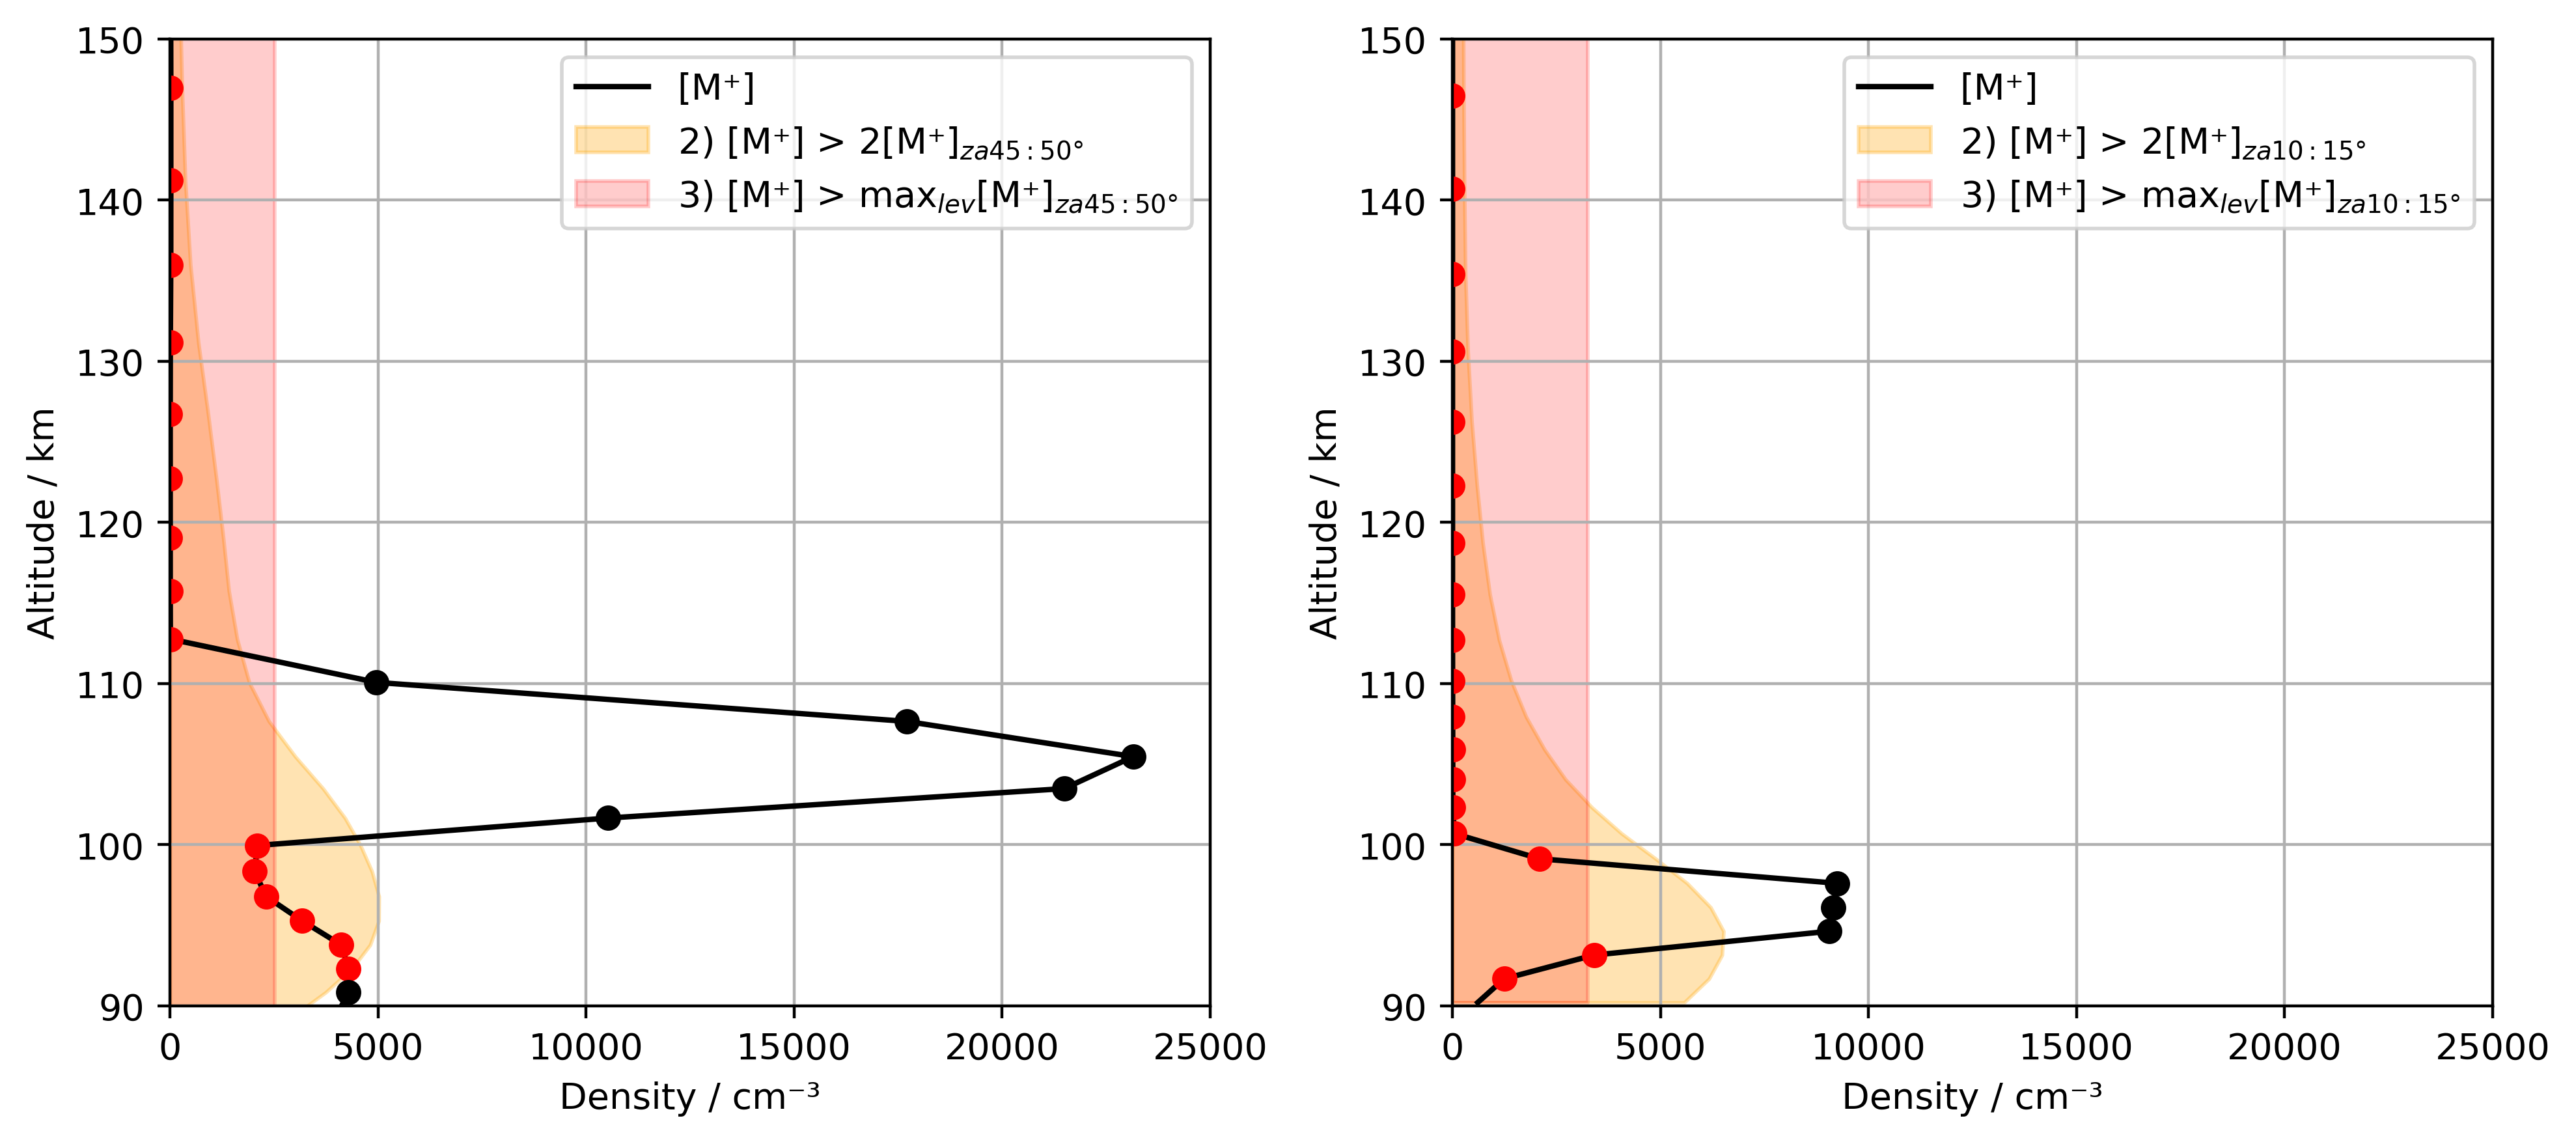 150
140
130
120
110
100
90
Altitude / km
[M⁺]
2) [M⁺] > 2[M⁺]za45:50°
3) [M⁺] > maxlev[M⁺]za45:50°
0 5000 10000 15000 20000 25000
Density / cm⁻³
150
140
130
120
110
100
90
Altitude / km
[M⁺]
2) [M⁺] > 2[M⁺]za10:15°
3) [M⁺] > maxlev[M⁺]za10:15°
0 5000 10000 15000 20000 25000
Density / cm⁻³